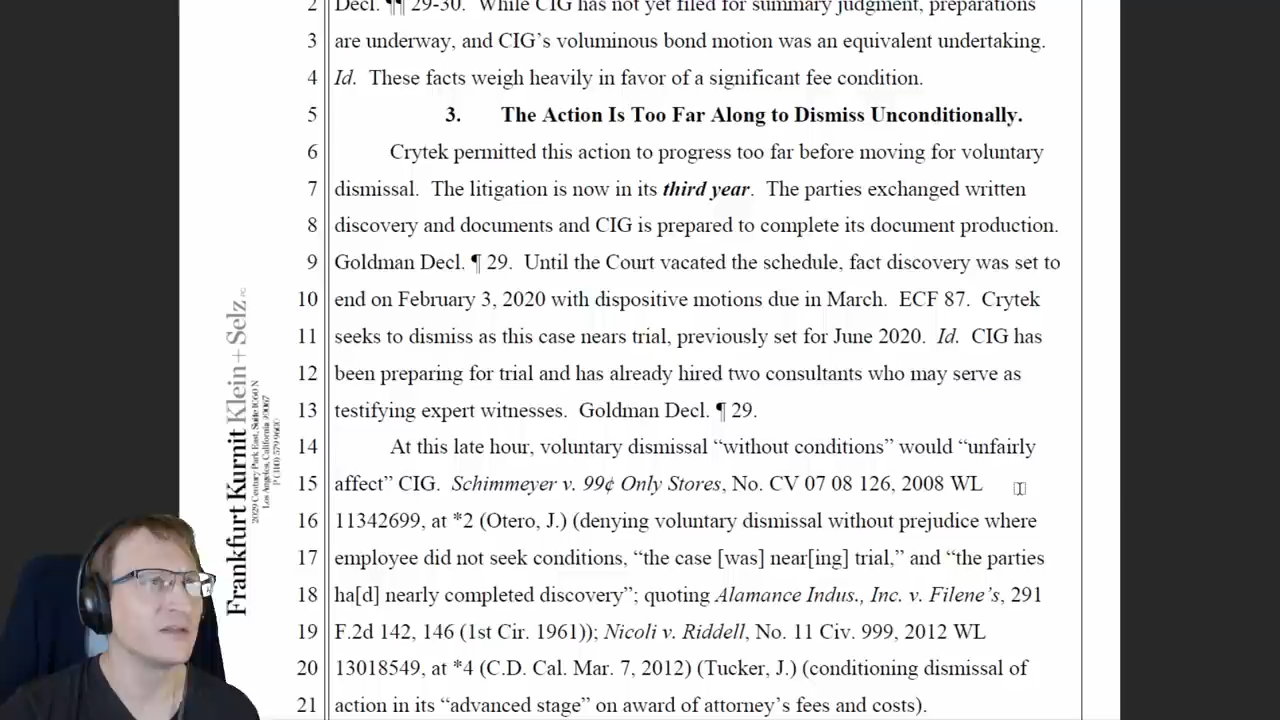 2 Decl. ¶¶ 29-30. While CIG has not yet filed for summary judgment, preparations
3 are underway, and CIG's voluminous bond motion was an equivalent undertaking.
4 Id. These facts weigh heavily in favor of a significant fee condition.
5 3. The Action Is Too Far Along to Dismiss Unconditionally.
6 Crytek permitted this action to progress too far before moving for voluntary
7 dismissal. The litigation is now in its third year. The parties exchanged written
8 discovery and documents and CIG is prepared to complete its document production.
9 Goldman Decl. ¶ 29. Until the Court vacated the schedule, fact discovery was set to
10 end on February 3, 2020 with dispositive motions due in March. ECF 87. Crytek
11 seeks to dismiss as this case nears trial, previously set for June 2020. Id. CIG has
12 been preparing for trial and has already hired two consultants who may serve as
13 testifying expert witnesses. Goldman Decl. ¶ 29.
14 At this late hour, voluntary dismissal “without conditions” would “unfairly
15 affect” CIG. Schimmeyer v. 99¢ Only Stores, No. CV 07 08 126, 2008 WL
16 11342699, at *2 (Otero, J.) (denying voluntary dismissal without prejudice where
17 employee did not seek conditions, “the case [was] near[ing] trial,” and “the parties
18 ha[d] nearly completed discovery”; quoting Alamance Indus., Inc. v. Filene's, 291
19 F.2d 142, 146 (1st Cir. 1961)); Nicoli v. Riddell, No. 11 Civ. 999, 2012 WL
20 13018549, at *4 (C.D. Cal. Mar. 7, 2012) (Tucker, J.) (conditioning dismissal of
21 action in its “advanced stage” on award of attorney's fees and costs).
Frankfurt Kurnit Klein + Selz PC
2029 Century Park East, Suite 1060 N
Los Angeles, California 90067